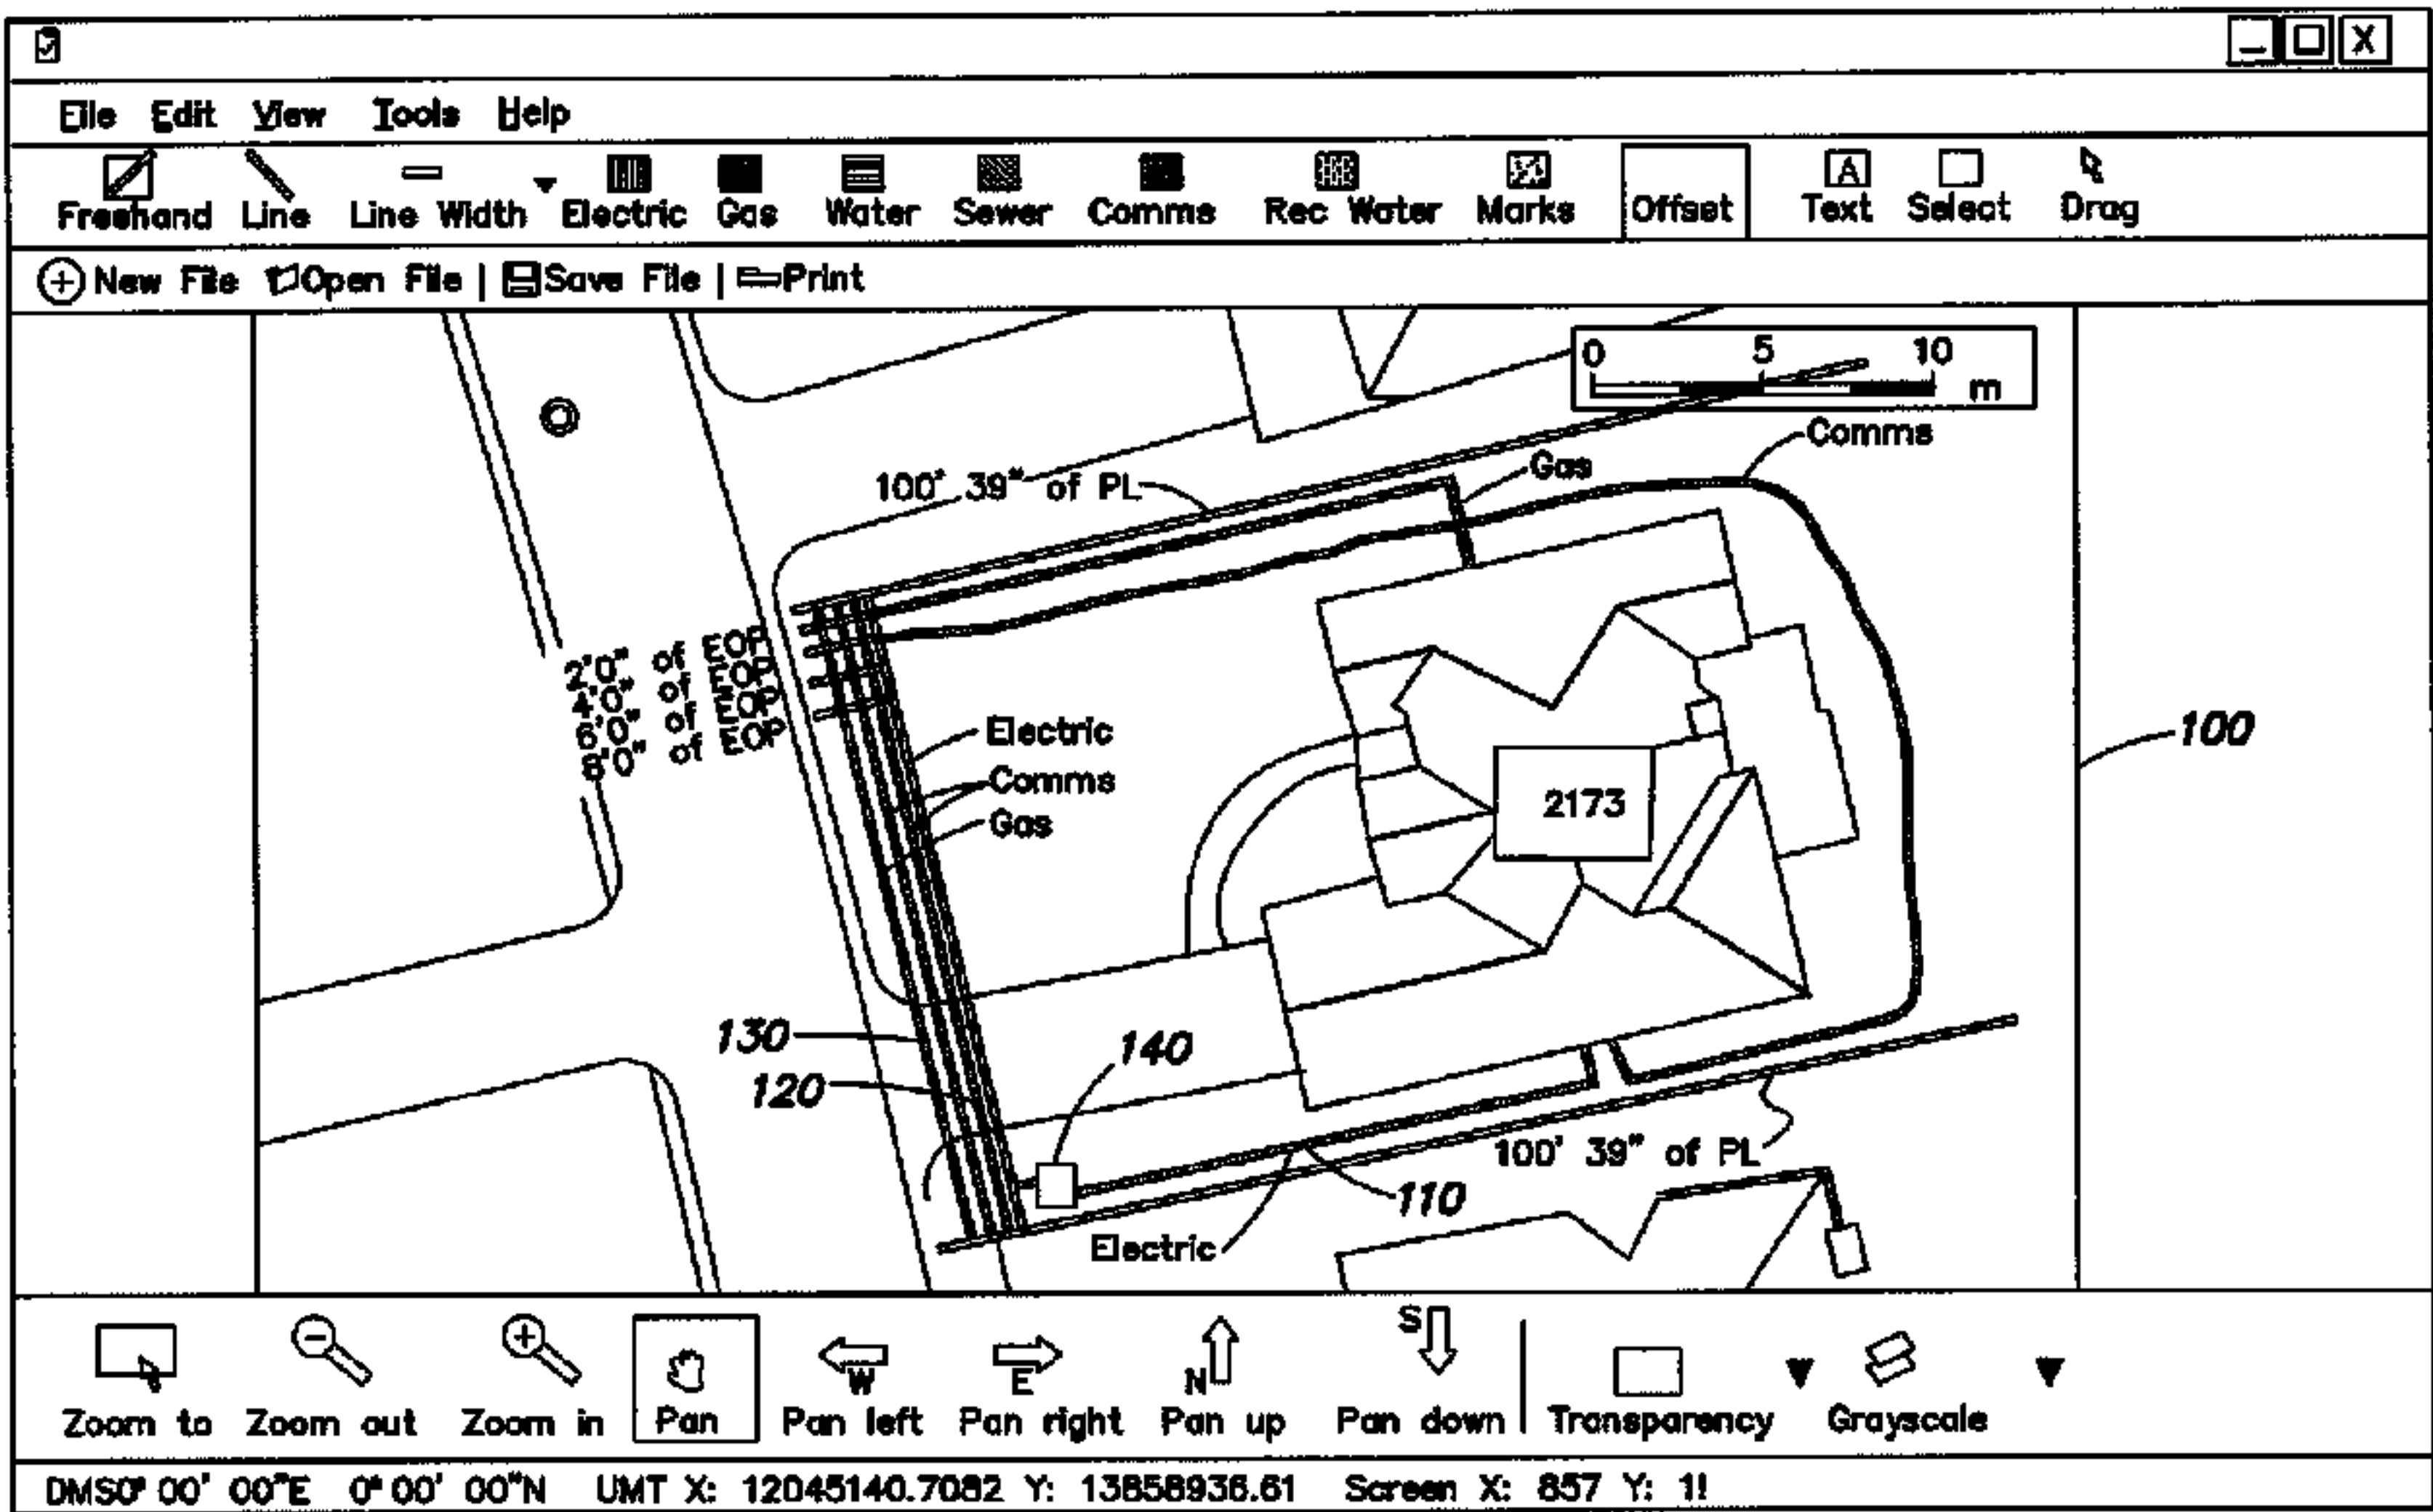 File Edit View Tools Help
Freehand Line Line Width Electric Gas Water Sewer Comms Rec Water Marks Offset A Text Select Drag
New File Open File | Save File | Print
0 5 10
m
Comms
Gas
100' 39" of PL
2'0" of EOP
4'0" of EOP
6'0" of EOP
8'0" of EOP
Electric
Comms
Gas
2173
100
130
120
140
100' 39" of PL
110
Electric
W E N S
Zoom to Zoom out Zoom in Pan Pan left Pan right Pan up Pan down Transparency Grayscale
DMS0° 00' 00"E 0° 00' 00"N UMT X: 12045140.7082 Y: 13858936.61 Screen X: 857 Y: 1!